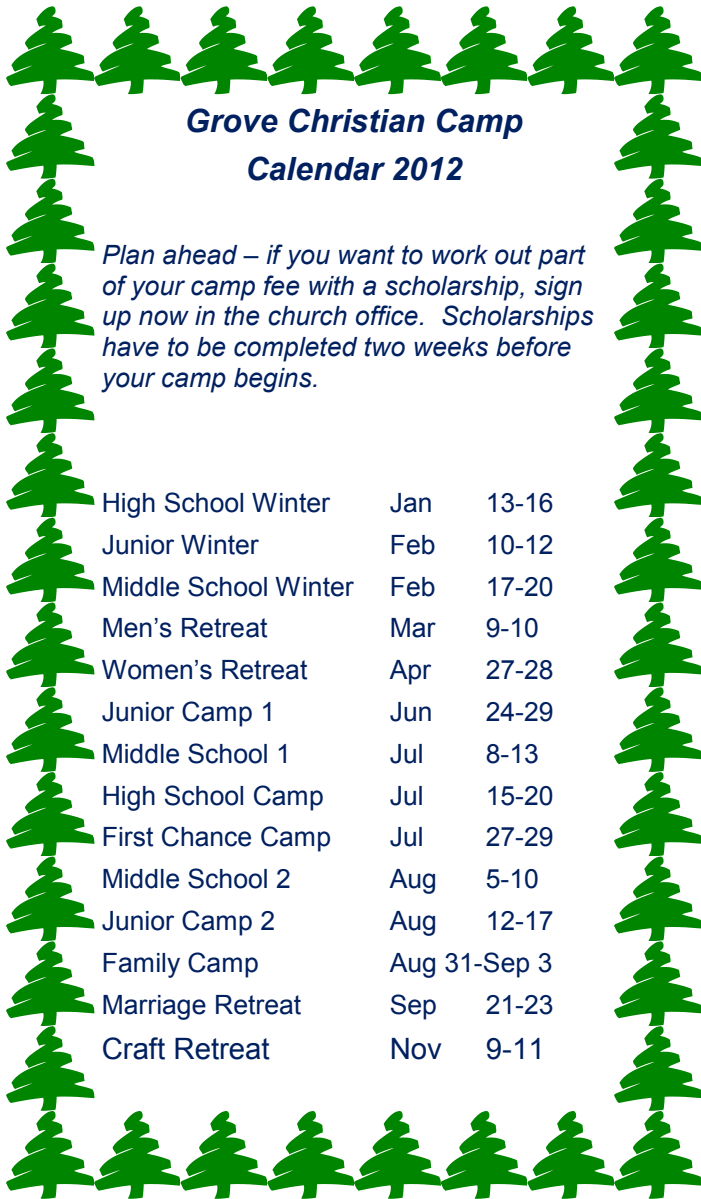 Grove Christian Camp
Calendar 2012
Plan ahead – if you want to work out part
of your camp fee with a scholarship, sign
up now in the church office.  Scholarships
have to be completed two weeks before
your camp begins.
High School Winter Jan 13-16
Junior Winter Feb 10-12
Middle School Winter Feb 17-20
Men’s Retreat Mar 9-10
Women’s Retreat Apr 27-28
Junior Camp 1 Jun 24-29
Middle School 1 Jul 8-13
High School Camp Jul 15-20
First Chance Camp Jul 27-29
Middle School 2 Aug 5-10
Junior Camp 2 Aug 12-17
Family Camp Aug 31-Sep 3
Marriage Retreat Sep 21-23
Craft Retreat Nov 9-11